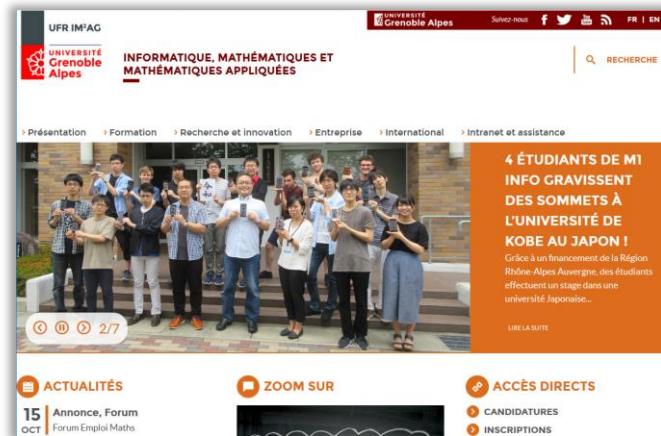 UFR IM²AG
UNIVERSITÉ
Grenoble
Alpes
UNIVERSITÉ
Grenoble Alpes
Suivez-nous
FR | EN
INFORMATIQUE, MATHÉMATIQUES ET
MATHÉMATIQUES APPLIQUÉES
RECHERCHE
Présentation
Formation
Recherche et innovation
Entreprise
International
Intranet et assistance
4 ÉTUDIANTS DE M1
INFO GRAVISSENT
DES SOMMETS À
L'UNIVERSITÉ DE
KOBE AU JAPON !
Grâce à un financement de la Région
Rhône-Alpes Auvergne, des étudiants
effectuent un stage dans une
université Japonaise...
LIRE LA SUITE
2/7
ACTUALITÉS
15 Annonce, Forum
OCT Forum Emploi Maths
ZOOM SUR
ACCÈS DIRECTS
CANDIDATURES
INSCRIPTIONS